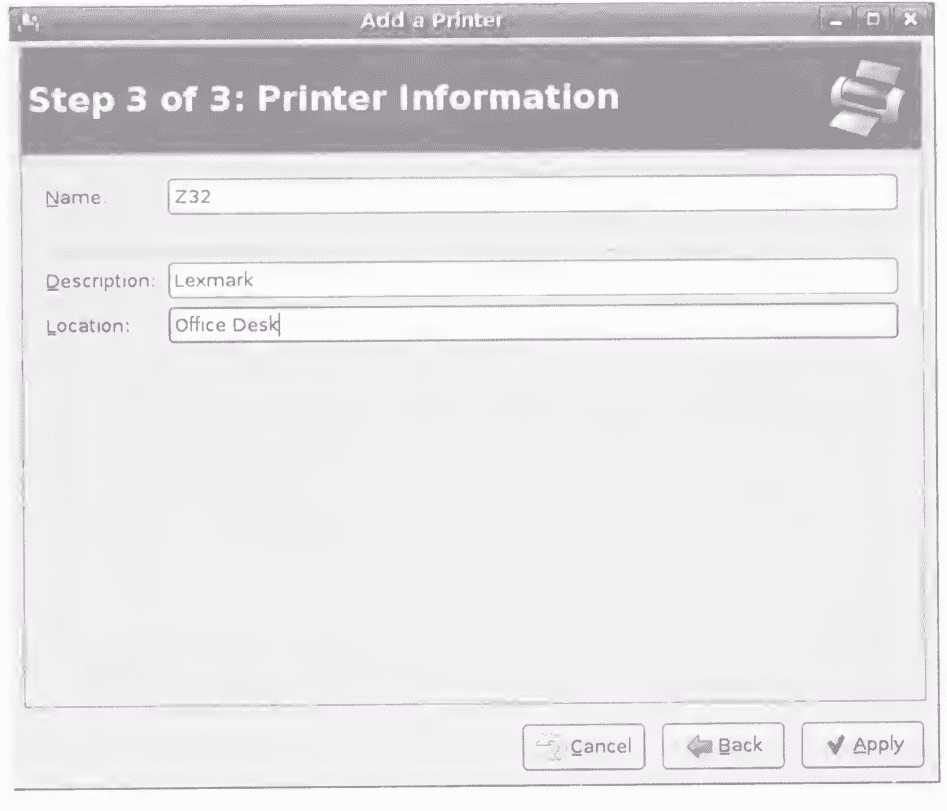 Add a Printer
Step 3 of 3: Printer Information
Name: Z32
Description: Lexmark
Location: Office Desk
Cancel Back Apply